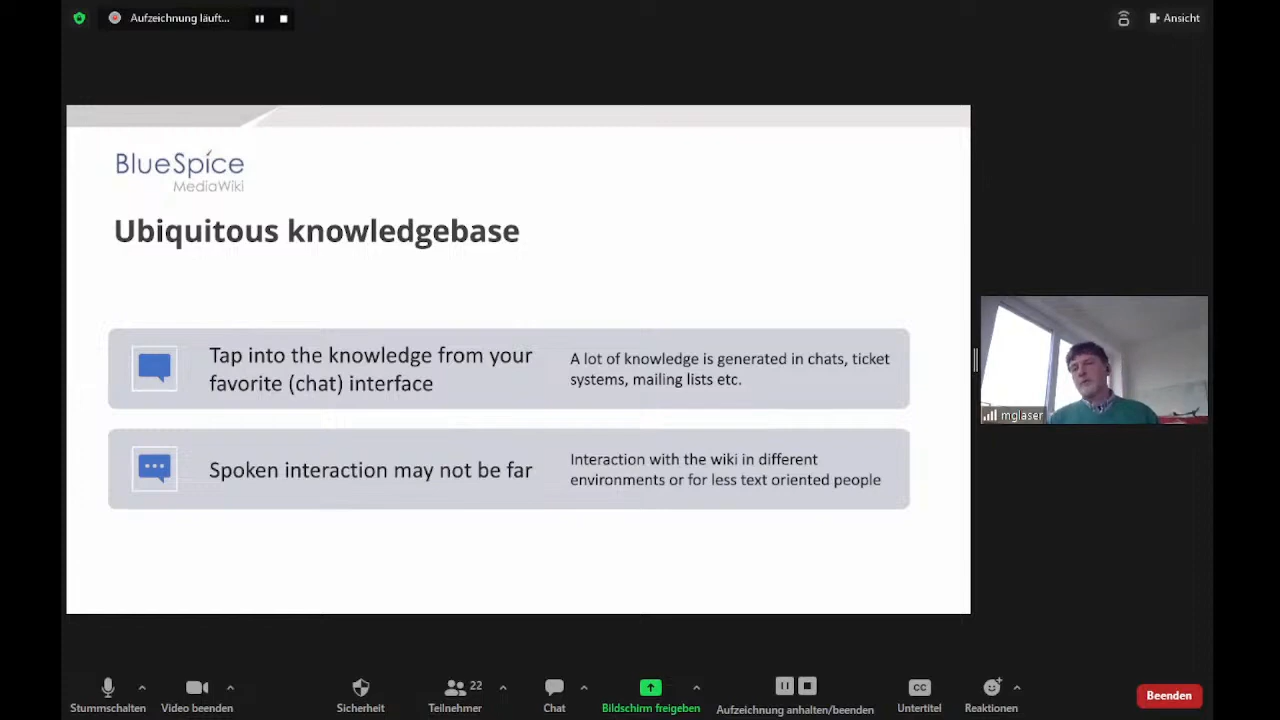 Aufzeichnung läuft...
Ansicht
BlueSpice
MediaWiki
Ubiquitous knowledgebase
Tap into the knowledge from your
favorite (chat) interface
A lot of knowledge is generated in chats, ticket
systems, mailing lists etc.
Spoken interaction may not be far
Interaction with the wiki in different
environments or for less text oriented people
mglaser
Stummschalten
Video beenden
Sicherheit
22
Teilnehmer
Chat
Bildschirm freigeben
Aufzeichnung anhalten/beenden
CC
Untertitel
Reaktionen
Beenden